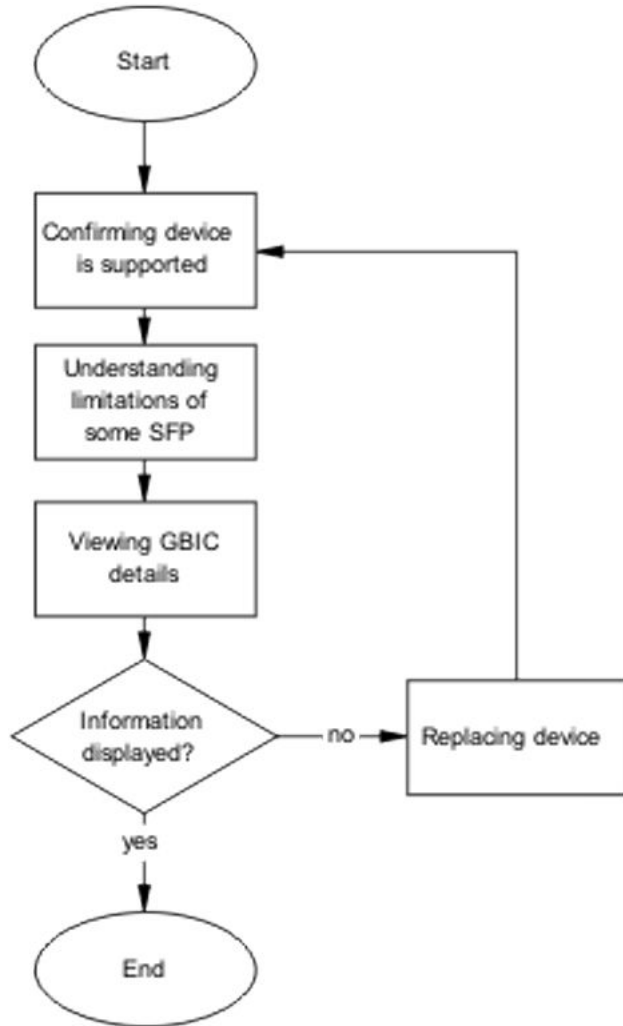 Start
Confirming device
is supported
Understanding
limitations of
some SFP
Viewing GBIC
details
Information
displayed?
no
Replacing device
yes
End